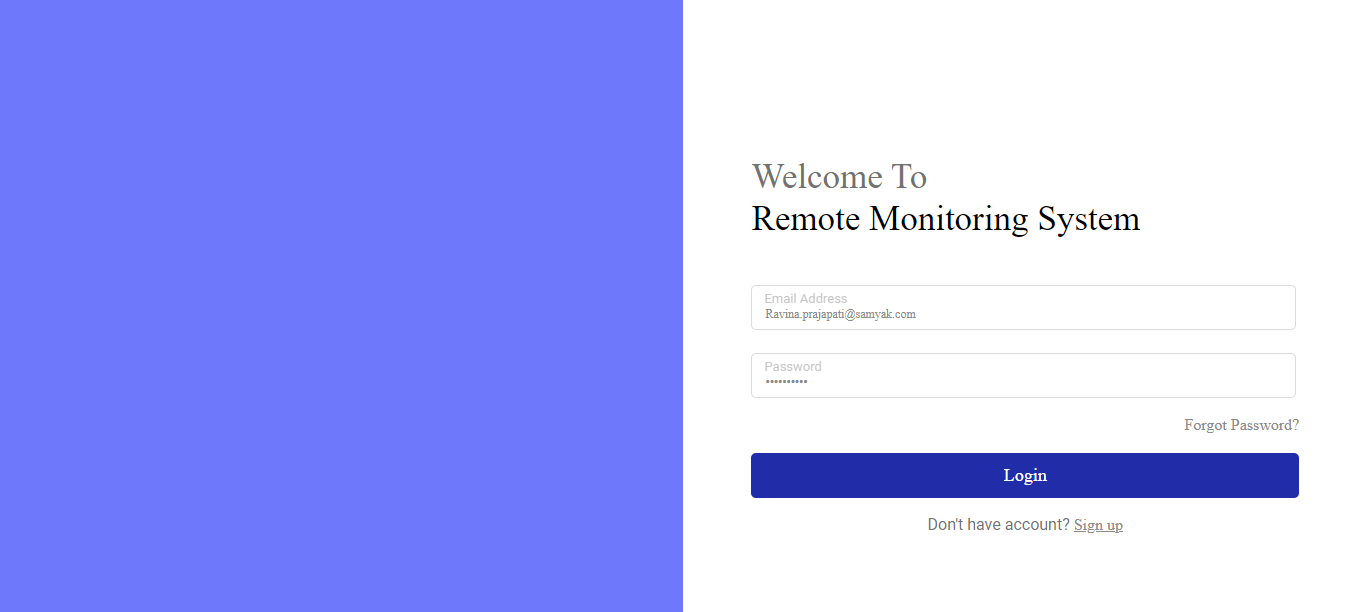 Welcome To
Remote Monitoring System
Email Address
Ravina.prajapati@samyak.com
Password
••••••••••
Forgot Password?
Login
Don't have account? Sign up